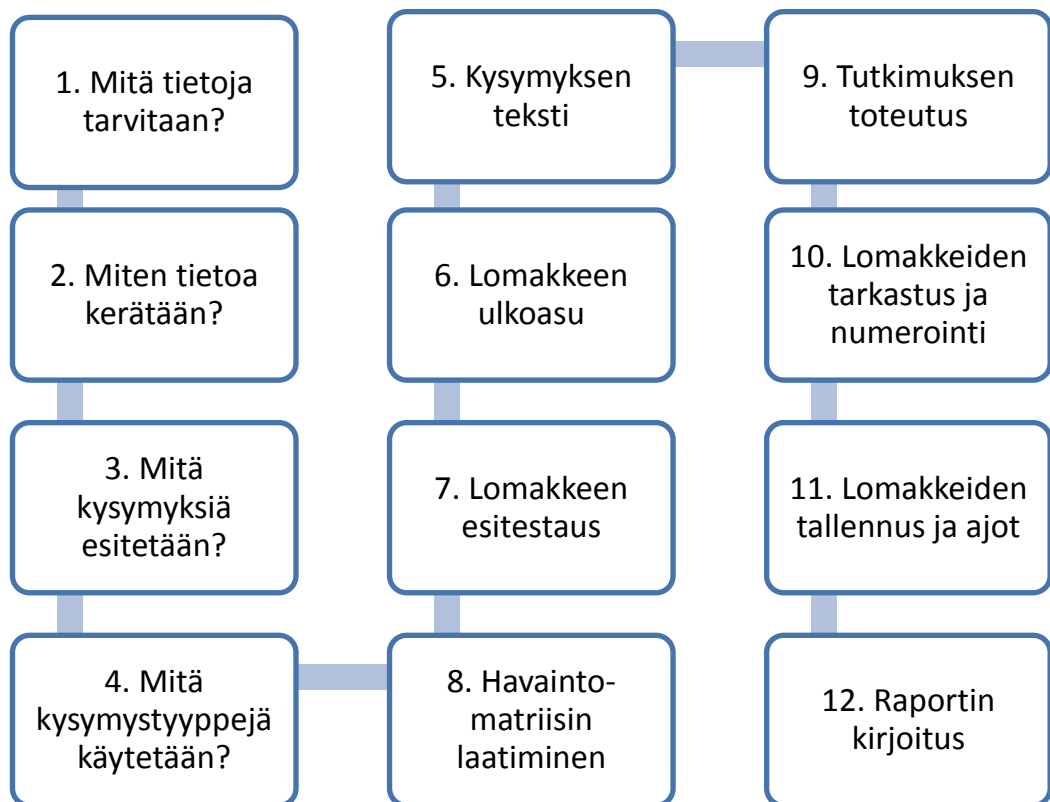 1. Mitä tietoja
tarvitaan?
2. Miten tietoa
kerätään?
3. Mitä
kysymyksiä
esitetään?
4. Mitä
kysymystyyppejä
käytetään?
5. Kysymyksen
teksti
6. Lomakkeen
ulkoasu
7. Lomakkeen
esitestaus
8. Havainto-
matriisin
laatiminen
9. Tutkimuksen
toteutus
10. Lomakkeiden
tarkastus ja
numerointi
11. Lomakkeiden
tallennus ja ajot
12. Raportin
kirjoitus